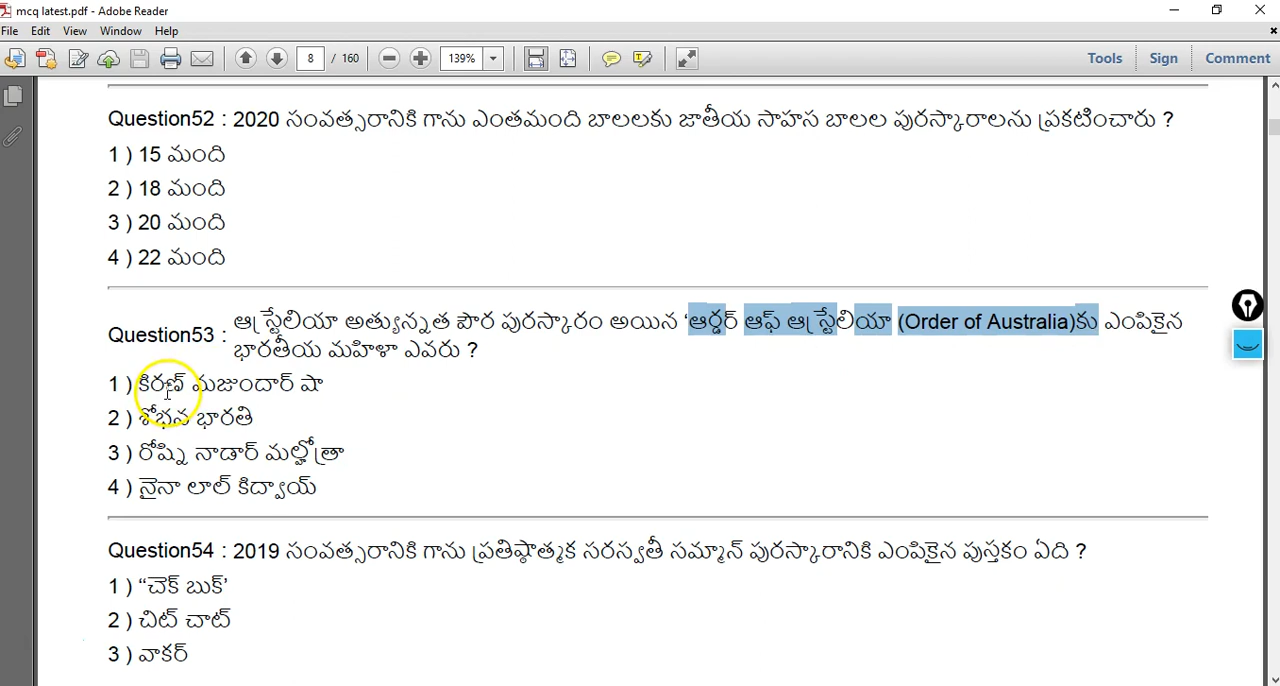 mcq latest.pdf - Adobe Reader
File Edit View Window Help
8 / 160 139% Tools Sign Comment
Question52 : 2020 సంవత్సరానికి గాను ఎంతమంది బాలలకు జాతీయ సాహస బాలల పురస్కారాలను ప్రకటించారు ?
1 ) 15 మంది
2 ) 18 మంది
3 ) 20 మంది
4 ) 22 మంది
Question53 : ఆస్ట్రేలియా అత్యున్నత పౌర పురస్కారం అయిన ‘ఆర్డర్ ఆఫ్ ఆస్ట్రేలియా (Order of Australia)కు ఎంపికైన
భారతీయ మహిళా ఎవరు ?
1 ) కిరణ్ మజుందార్ షా
2 ) శోభన భారతి
3 ) రోష్ని నాడార్ మల్హోత్రా
4 ) నైనా లాల్ కిద్వాయ్
Question54 : 2019 సంవత్సరానికి గాను ప్రతిష్ఠాత్మక సరస్వతీ సమ్మాన్ పురస్కారానికి ఎంపికైన పుస్తకం ఏది ?
1 ) “చెక్ బుక్’
2 ) చిట్ చాట్
3 ) వాకర్